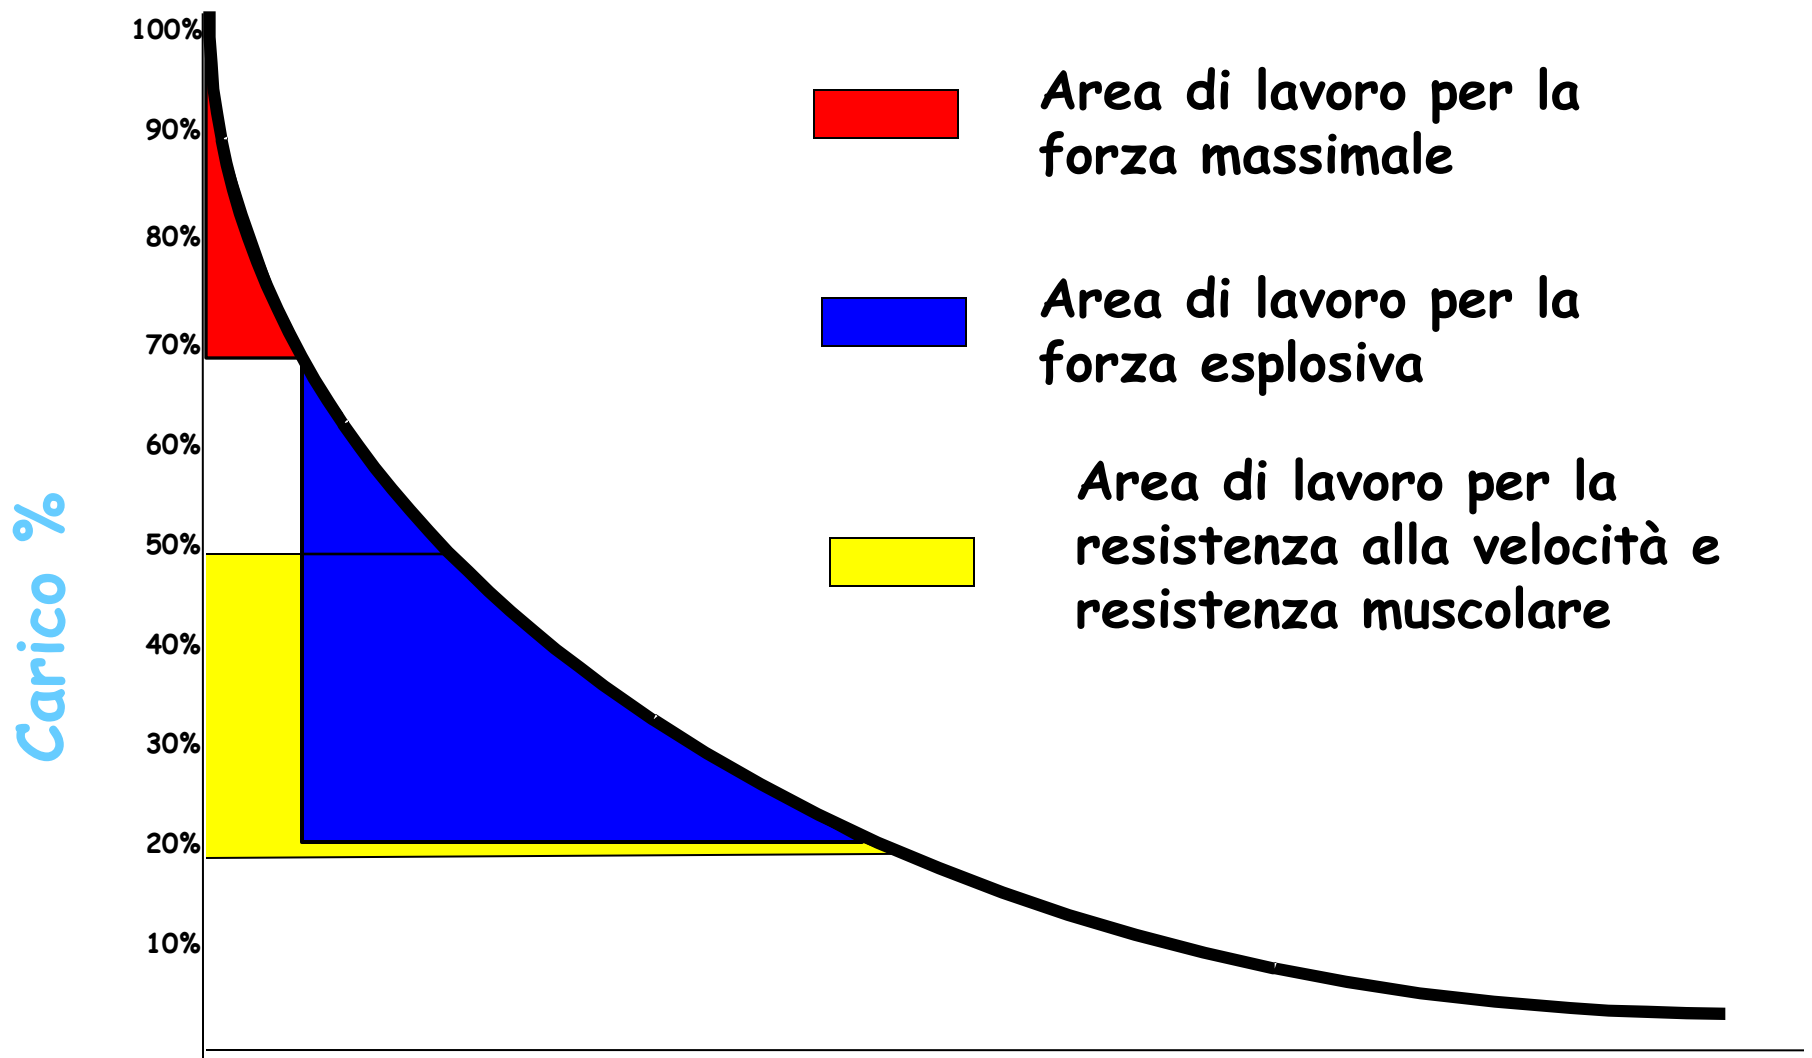 100%
90%
80%
70%
60%
50%
40%
30%
20%
10%
Carico %
Area di lavoro per la
forza massimale
Area di lavoro per la
forza esplosiva
Area di lavoro per la
resistenza alla velocità e
resistenza muscolare